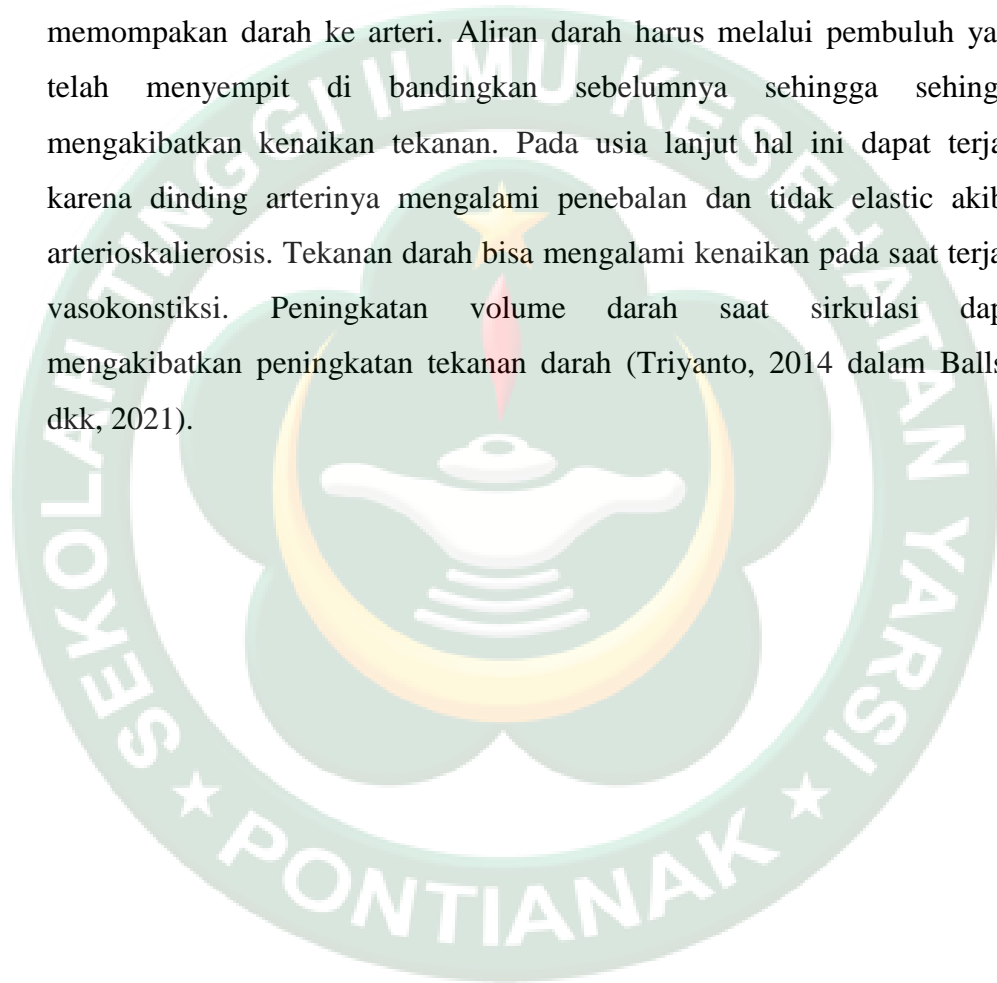 memompakan darah ke arteri. Aliran darah harus melalui pembuluh ya
telah menyempit di bandingkan sebelumnya sehingga sehing
mengakibatkan kenaikan tekanan. Pada usia lanjut hal ini dapat terja
karena dinding arterinya mengalami penebalan dan tidak elastic akib
arterioskalierosis. Tekanan darah bisa mengalami kenaikan pada saat terja
vasokonstiksi. Peningkatan volume darah saat sirkulasi dap
mengakibatkan peningkatan tekanan darah (Triyanto, 2014 dalam Balls
dkk, 2021).
SEKOLAH TINGGI ILMU KESEHATAN YARSI
PONTIANAK